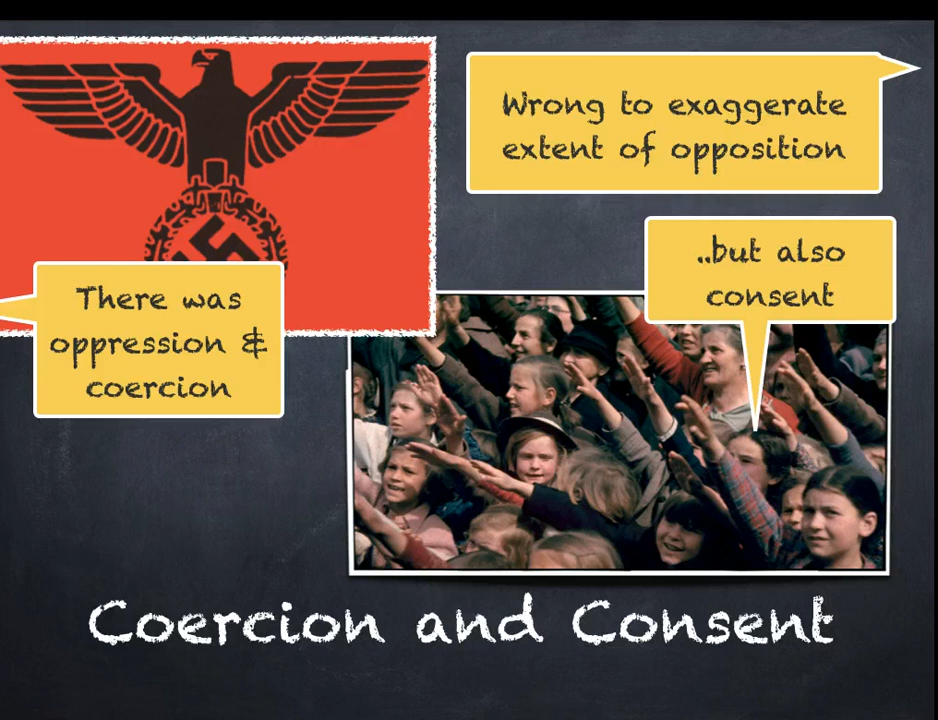 Wrong to exaggerate
extent of opposition
..but also
consent
There was
oppression &
coercion
Coercion and Consent